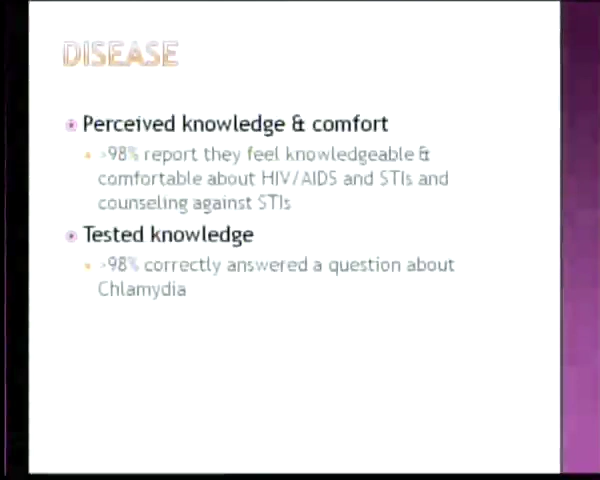 DISEASE
Perceived knowledge & comfort
>98% report they feel knowledgeable &
comfortable about HIV/AIDS and STIs and
counseling against STIs
Tested knowledge
>98% correctly answered a question about
Chlamydia